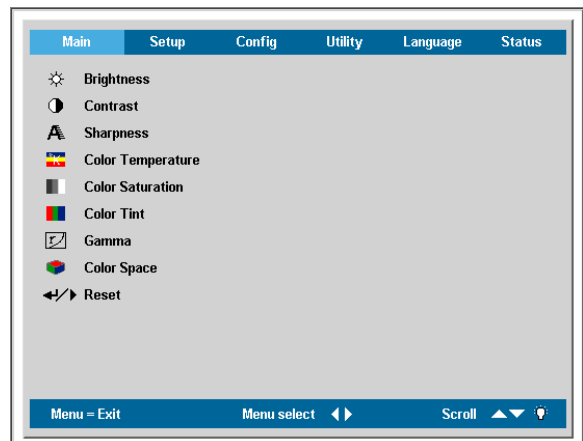 Main Setup Config Utility Language Status
Brightness
Contrast
Sharpness
Color Temperature
Color Saturation
Color Tint
Gamma
Color Space
Reset
Menu = Exit Menu select Scroll